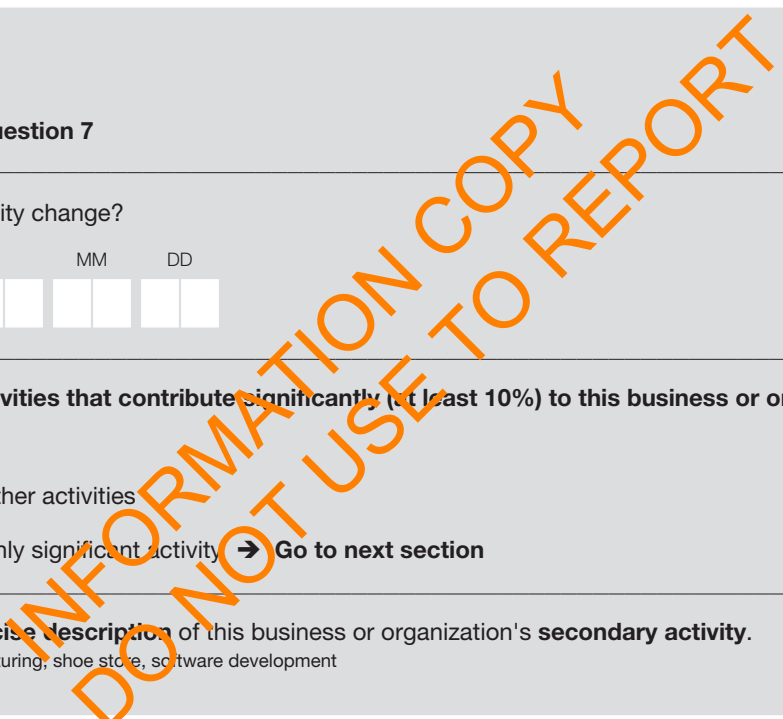 uestion 7
ity change?
MM DD
vities that contribute significantly (at least 10%) to this business or or
ther activities
nly significant activity ➔ Go to next section
cise description of this business or organization's secondary activity.
turing, shoe store, software development
INFORMATION COPY
DO NOT USE TO REPORT